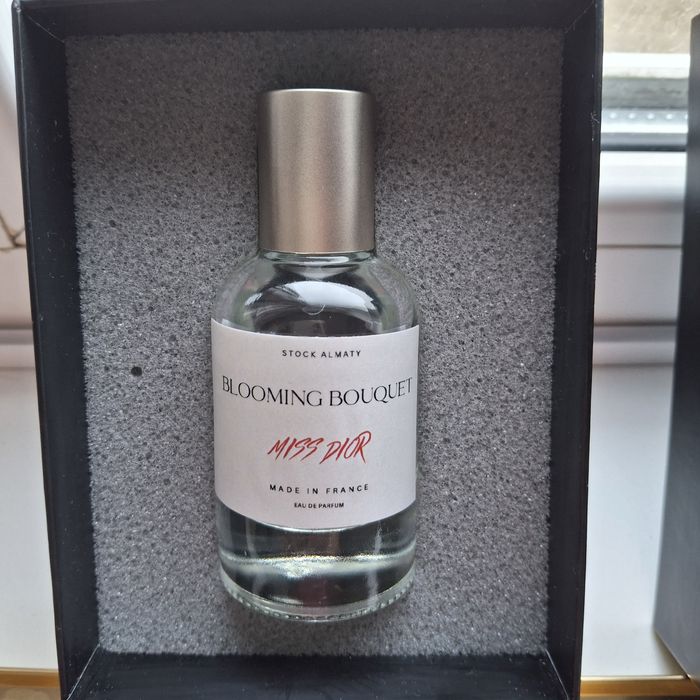 STOCK ALMATY
BLOOMING BOUQUET
MISS DIOR
MADE IN FRANCE
EAU DE PARFUM